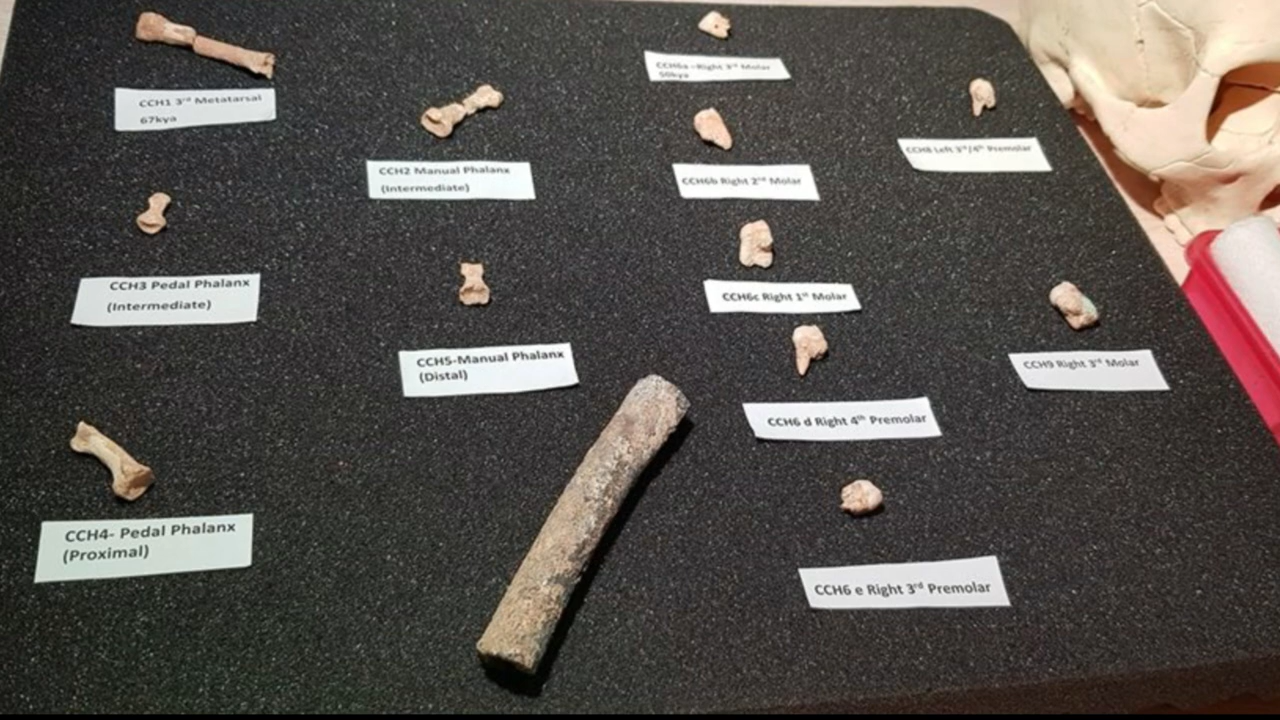 CCH1 3rd Metatarsal
67kya
CCH2 Manual Phalanx
(Intermediate)
CCH3 Pedal Phalanx
(Intermediate)
CCH4- Pedal Phalanx
(Proximal)
CCH5-Manual Phalanx
(Distal)
CCH6a -Right 3rd Molar
50kya
CCH6b Right 2nd Molar
CCH6c Right 1st Molar
CCH6 d Right 4th Premolar
CCH6 e Right 3rd Premolar
CCH8 Left 3rd/4th Premolar
CCH9 Right 3rd Molar